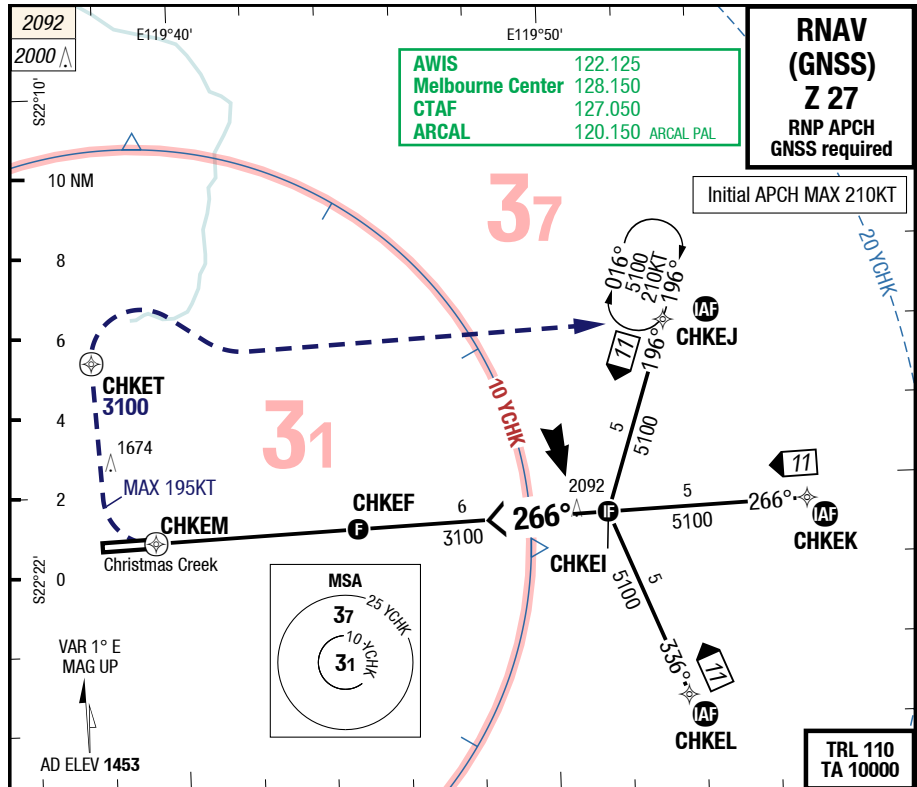 2092
2000
E119°40'
E119°50'
S22°10'
S22°22'
RNAV
(GNSS)
Z 27
RNP APCH
GNSS required
AWIS 122.125
Melbourne Center 128.150
CTAF 127.050
ARCAL 120.150 ARCAL PAL
Initial APCH MAX 210KT
10 NM
8
6
4
2
0
37
31
20 YCHK
10 YCHK
016°
5100
210KT
196°
IAF
CHKEJ
11
196°
5
5100
CHKET
3100
1674
MAX 195KT
CHKEM
Christmas Creek
CHKEF
F
6
3100
266°
2092
IF
CHKEI
5
5100
266°
11
IAF
CHKEK
5
5100
336°
11
IAF
CHKEL
MSA
37
25 YCHK
10 YCHK
31
VAR 1° E
MAG UP
AD ELEV 1453
TRL 110
TA 10000